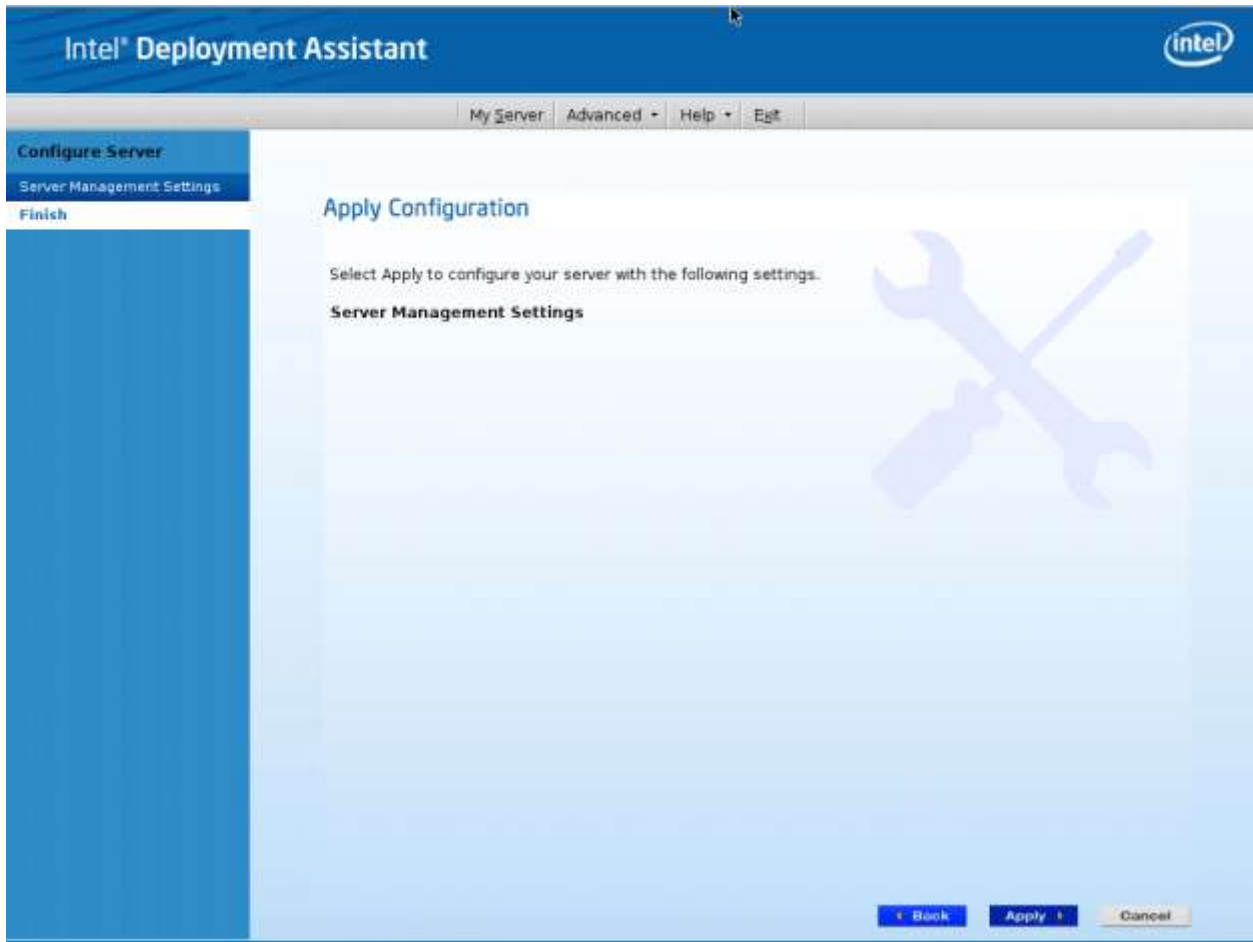 Intel® Deployment Assistant
intel
My Server Advanced Help Exit
Configure Server
Server Management Settings
Finish
Apply Configuration
Select Apply to configure your server with the following settings.
Server Management Settings
Back Apply Cancel